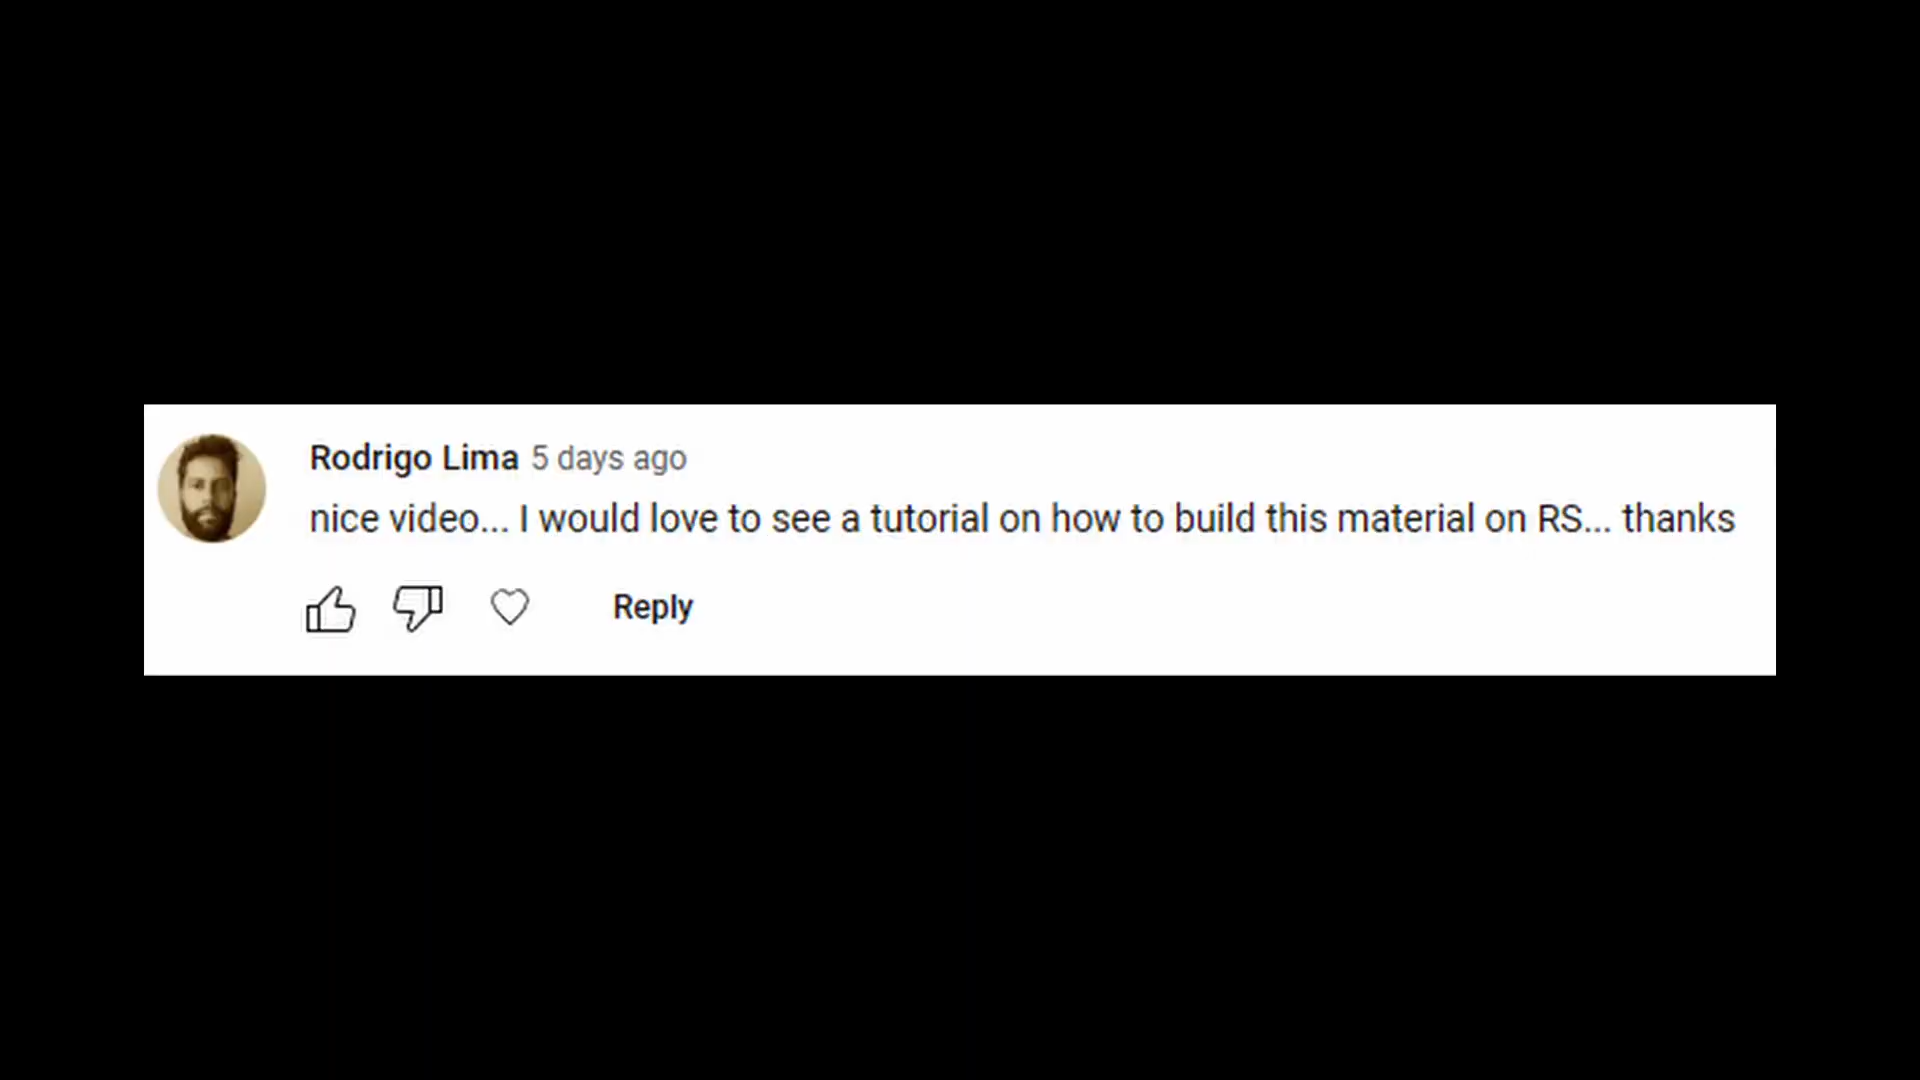 Rodrigo Lima 5 days ago
nice video... I would love to see a tutorial on how to build this material on RS... thanks
Reply